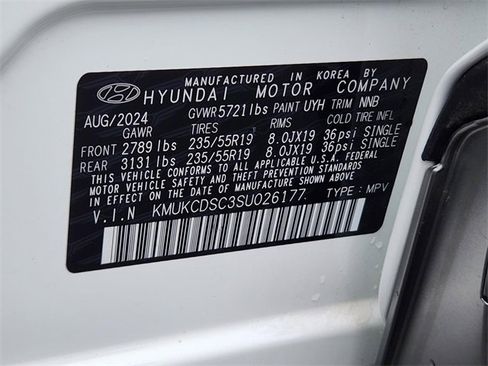 MANUFACTURED IN KOREA BY
HYUNDAI MOTOR COMPANY
AUG/2024 GVWR 5721 lbs PAINT UYH TRIM NNB
GAWR TIRES RIMS COLD TIRE INFL
FRONT 2789 lbs 235/55R19 8.0JX19 36psi SINGLE
REAR 3131 lbs 235/55R19 8.0JX19 36psi SINGLE
THIS VEHICLE CONFORMS TO ALL APPLICABLE U.S.A. FEDERAL
MOTOR VEHICLE SAFETY AND THEFT PREVENTION STANDARDS
IN EFFECT ON THE DATE OF MANUFACTURE SHOWN ABOVE.
V.I.N KMUKCDSC3SU026177 TYPE : MPV